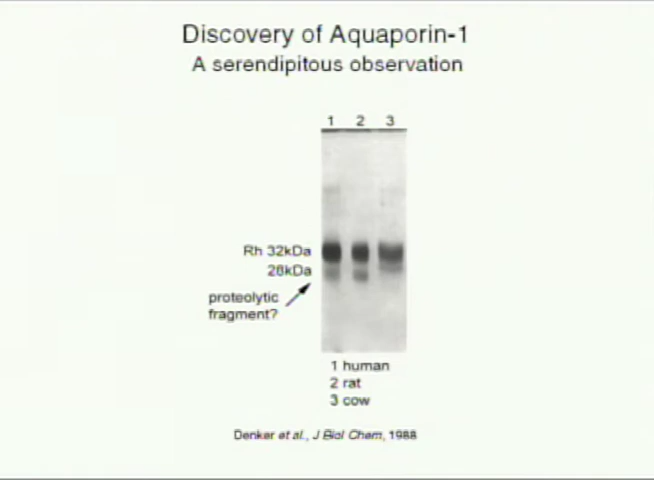 Discovery of Aquaporin-1
A serendipitous observation
1 2 3
Rh 32kDa
28kDa
proteolytic
fragment?
1 human
2 rat
3 cow
Denker et al., J Biol Chem, 1988